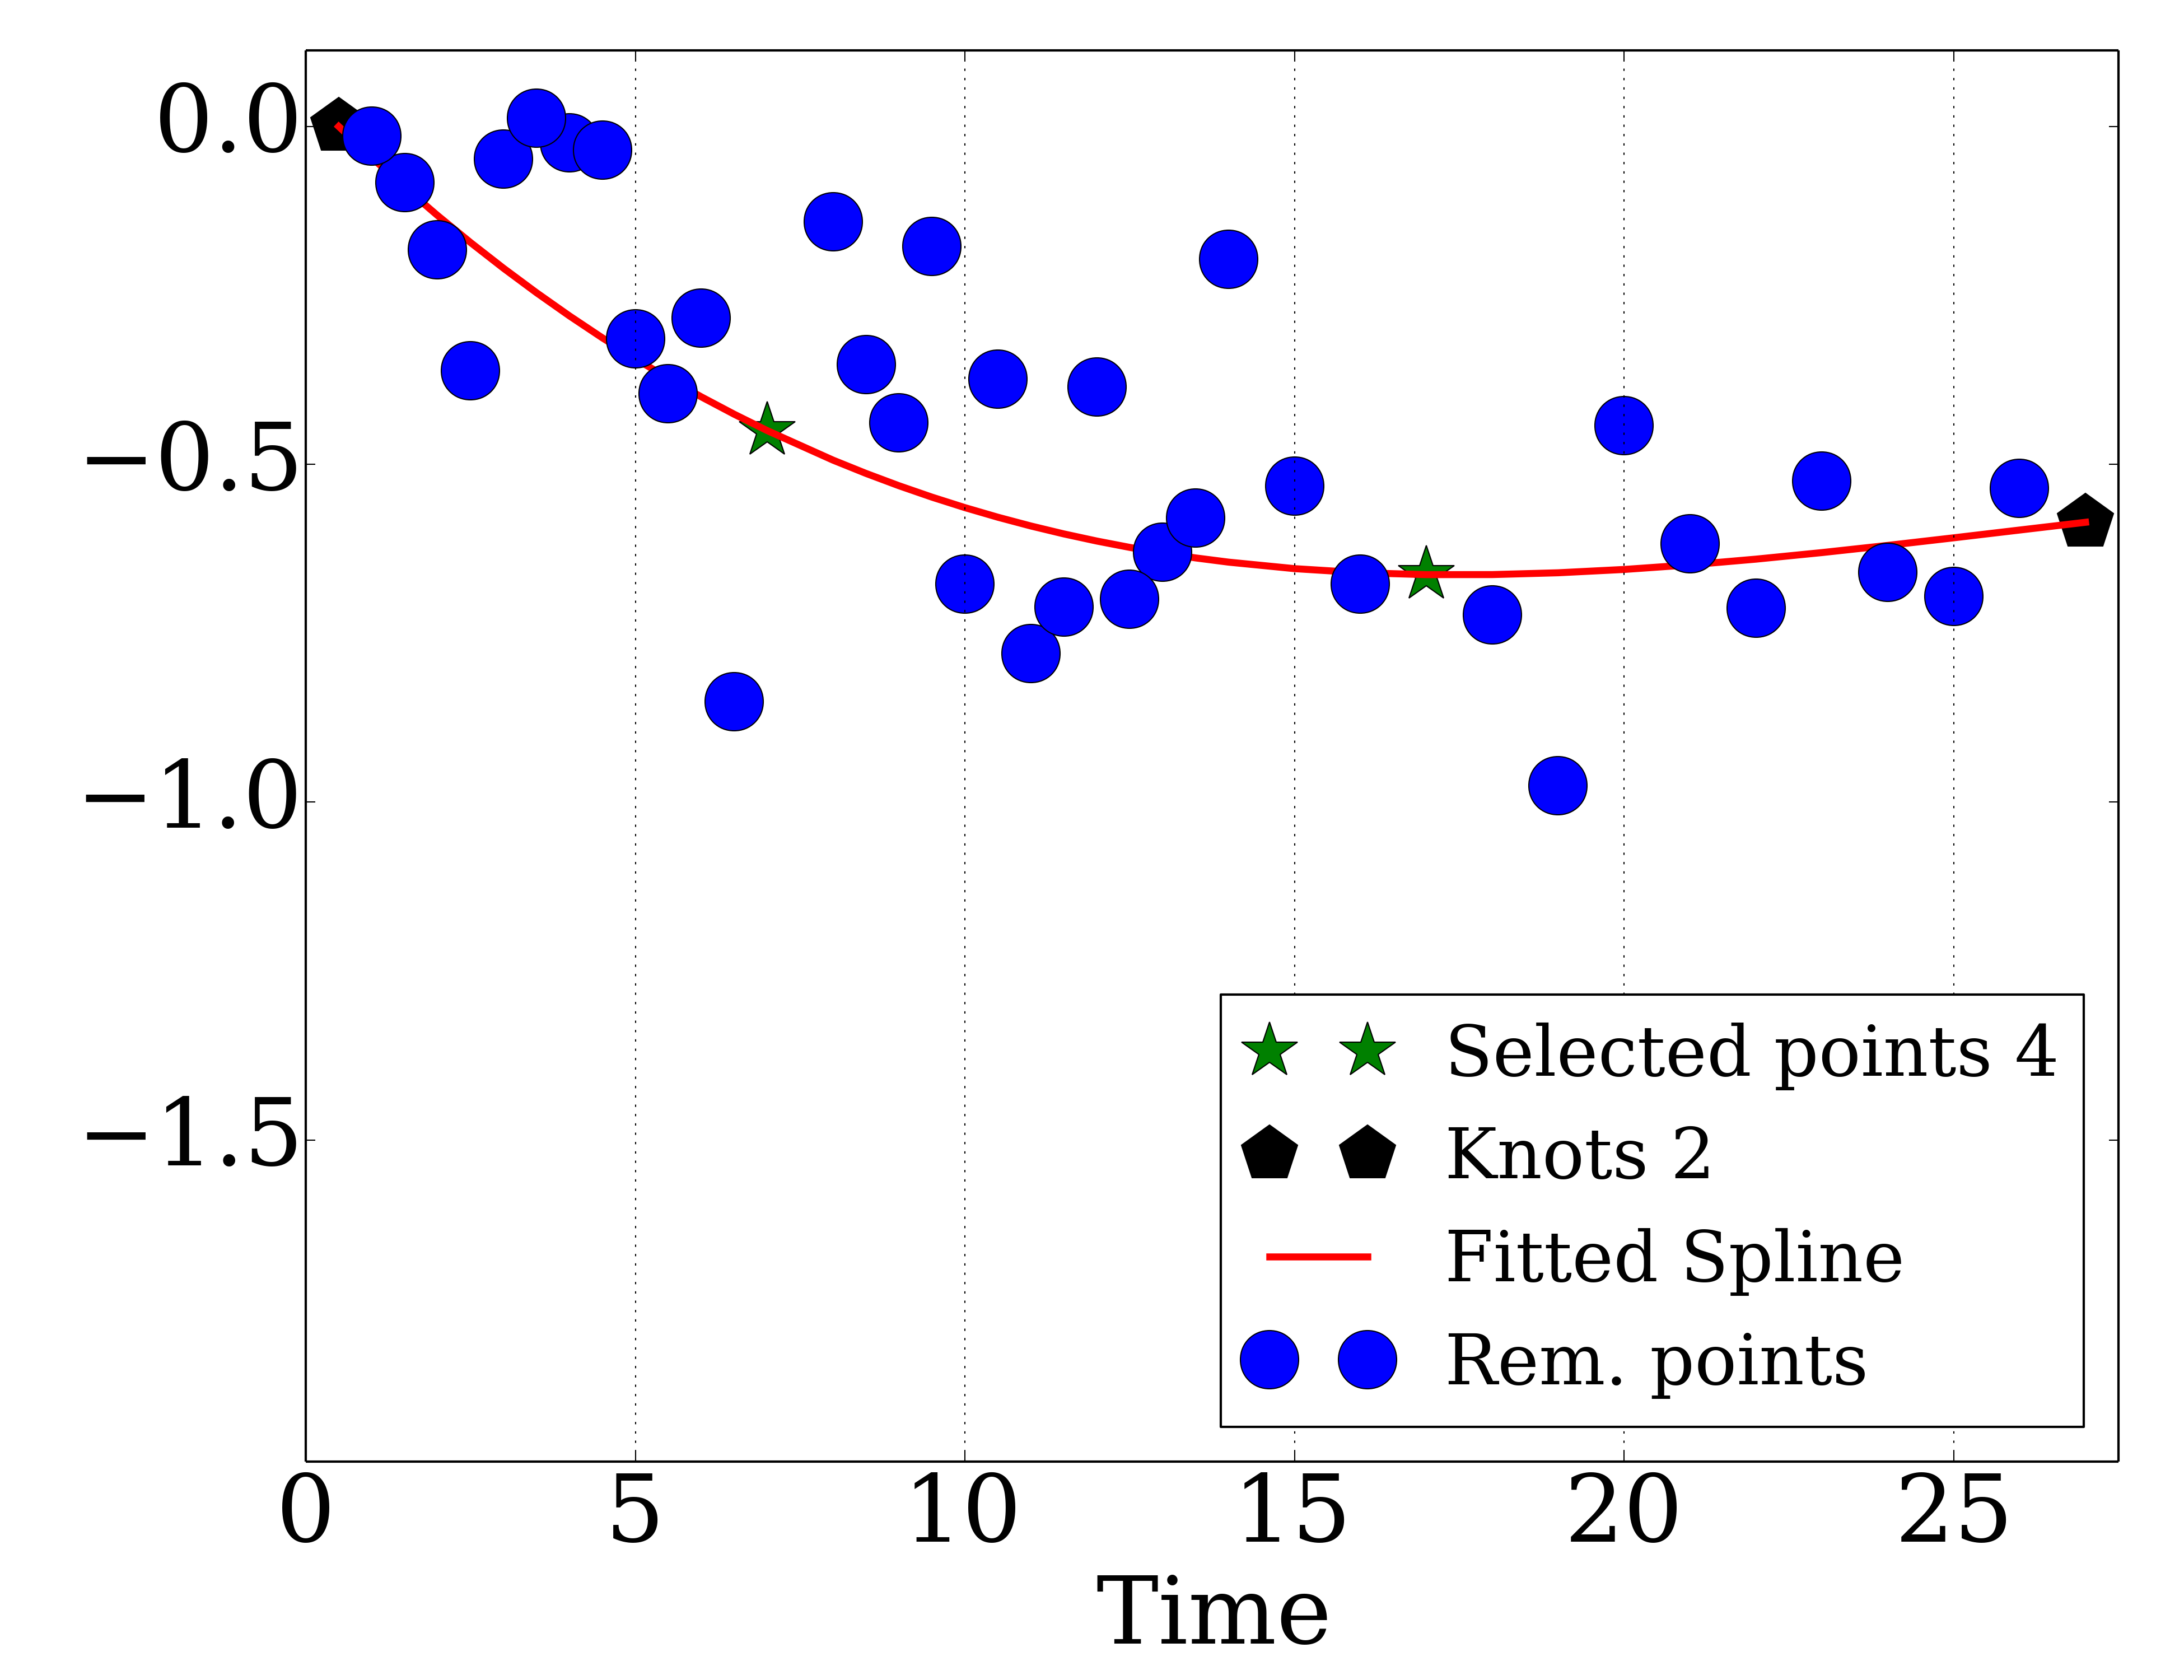 0.0
−0.5
−1.0
−1.5
Selected points 4
Knots 2
Fitted Spline
Rem. points
0 5 10 15 20 25
Time